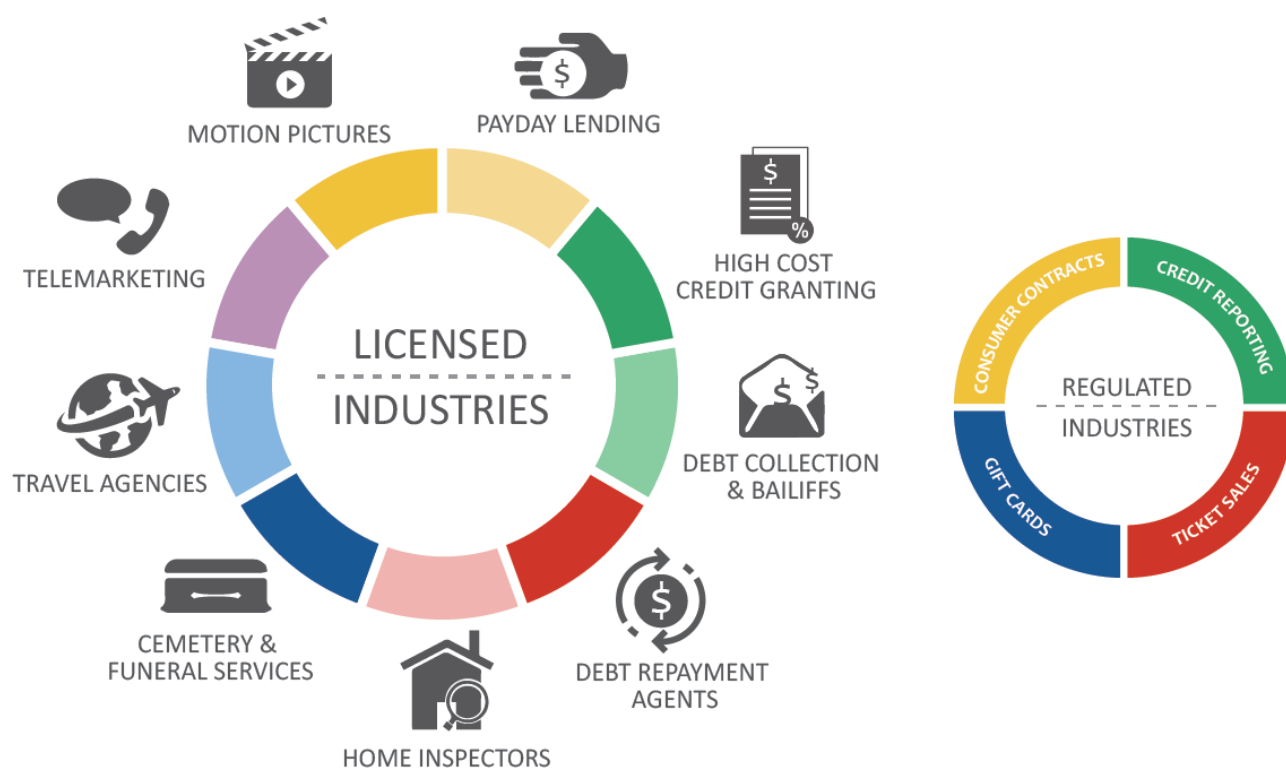 MOTION PICTURES
PAYDAY LENDING
$
$
%
HIGH COST
CREDIT GRANTING
TELEMARKETING
LICENSED
INDUSTRIES
TRAVEL AGENCIES
$ $
DEBT COLLECTION
& BAILIFFS
CEMETERY &
FUNERAL SERVICES
HOME INSPECTORS
$
DEBT REPAYMENT
AGENTS
CONSUMER CONTRACTS
CREDIT REPORTING
REGULATED
INDUSTRIES
GIFT CARDS
TICKET SALES